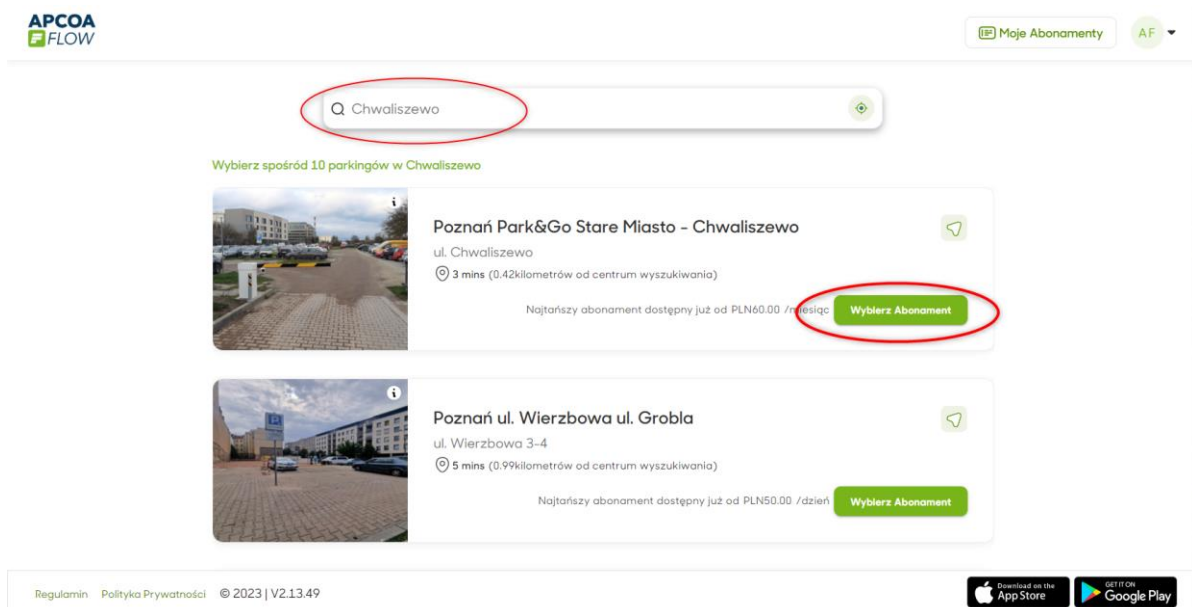 APCOA
FLOW
Moje Abonamenty
AF
Chwaliszewo
Wybierz spośród 10 parkingów w Chwaliszewo
Poznań Park&Go Stare Miasto - Chwaliszewo
ul. Chwaliszewo
3 mins (0.42kilometrów od centrum wyszukiwania)
Najtańszy abonament dostępny już od PLN60.00 /miesiąc Wybierz Abonament
Poznań ul. Wierzbowa ul. Grobla
ul. Wierzbowa 3-4
5 mins (0.99kilometrów od centrum wyszukiwania)
Najtańszy abonament dostępny już od PLN50.00 /dzień Wybierz Abonament
Regulamin Polityka Prywatności © 2023 | V2.13.49
Download on the
App Store
GET IT ON
Google Play